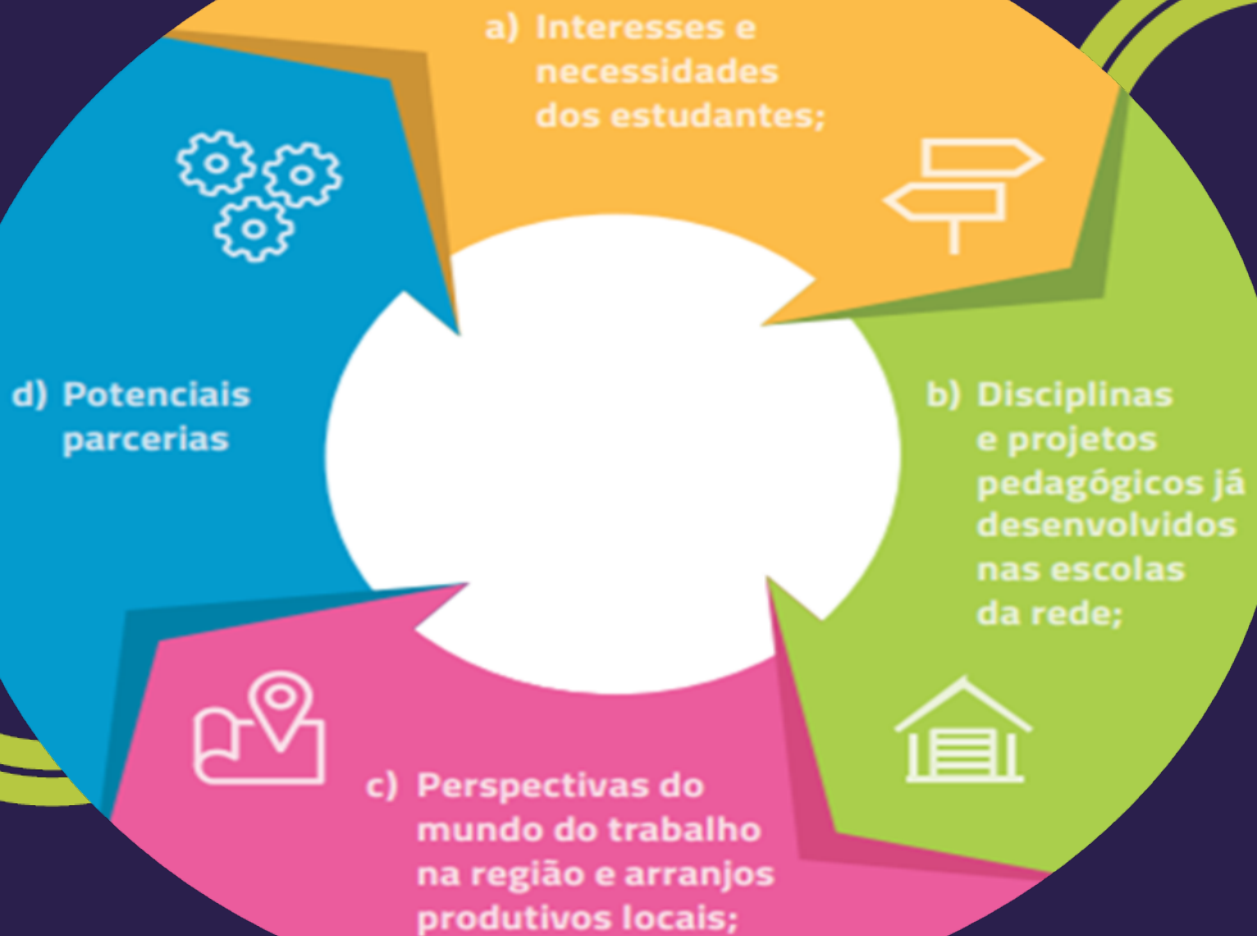 a) Interesses e
necessidades
dos estudantes;
b) Disciplinas
e projetos
pedagógicos já
desenvolvidos
nas escolas
da rede;
c) Perspectivas do
mundo do trabalho
na região e arranjos
produtivos locais;
d) Potenciais
parcerias